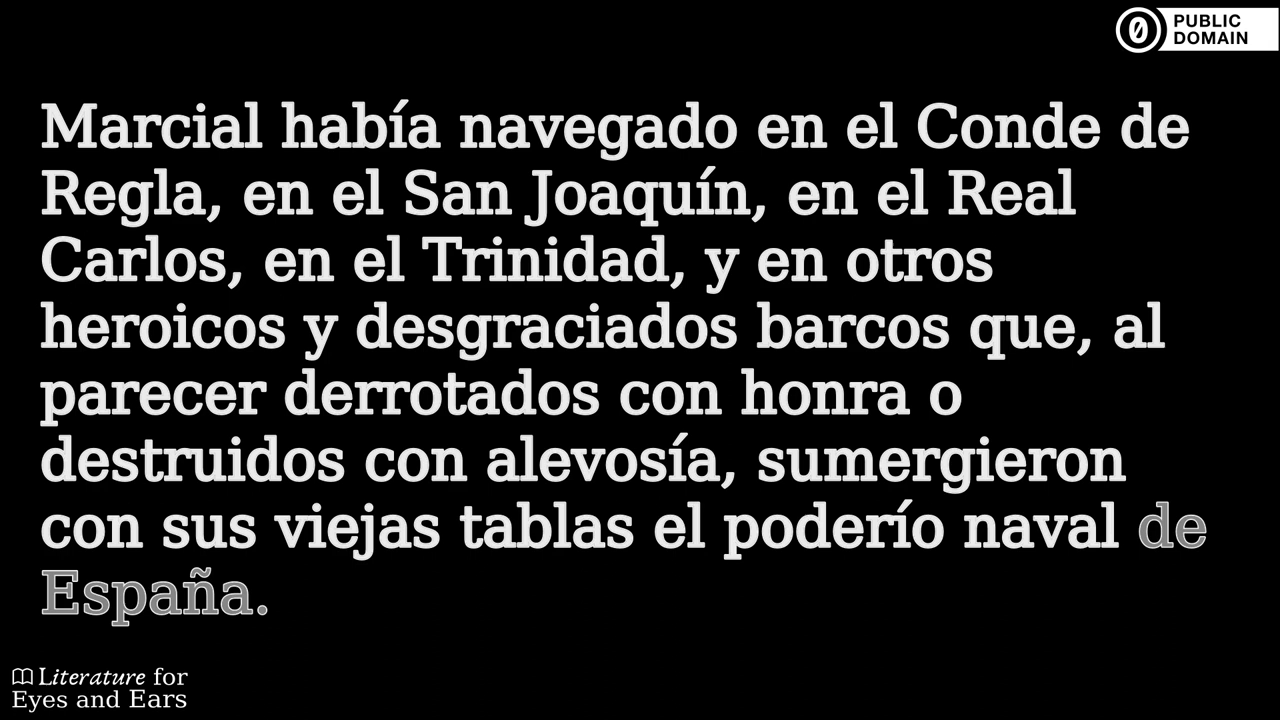 PUBLIC
DOMAIN
Marcial había navegado en el Conde de
Regla, en el San Joaquín, en el Real
Carlos, en el Trinidad, y en otros
heroicos y desgraciados barcos que, al
parecer derrotados con honra o
destruidos con alevosía, sumergieron
con sus viejas tablas el poderío naval de
España.
Literature for
Eyes and Ears